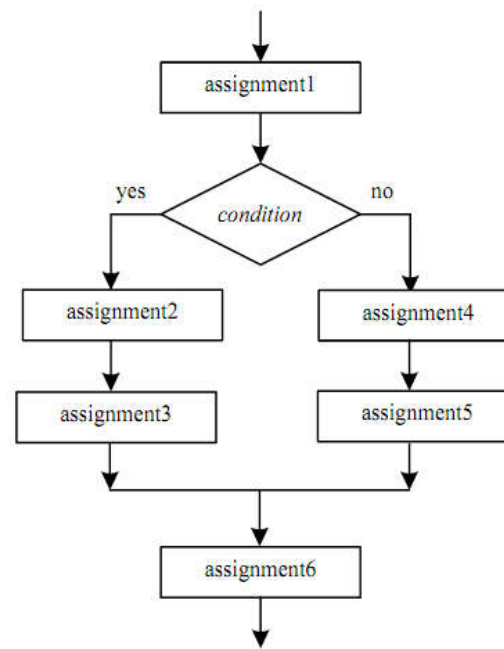 assignment1
yes
no
condition
assignment2
assignment4
assignment3
assignment5
assignment6